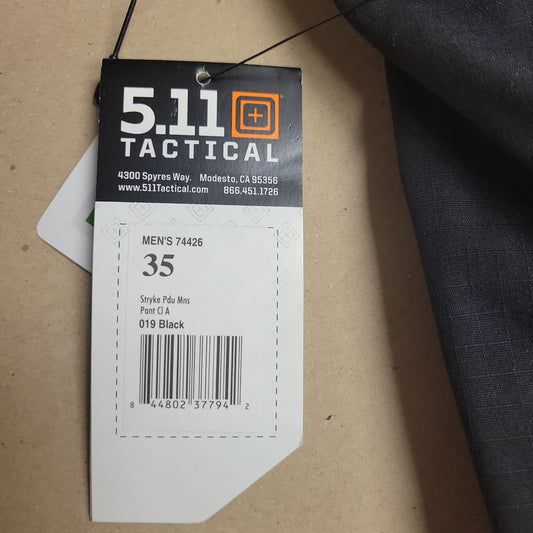 5.11
TACTICAL
4300 Spyres Way. Modesto, CA 95356
www.511Tactical.com 866.451.1726
MEN'S 74426
35
Stryke Pdu Mns
Pant Cl A
019 Black
8 44802 37794 2